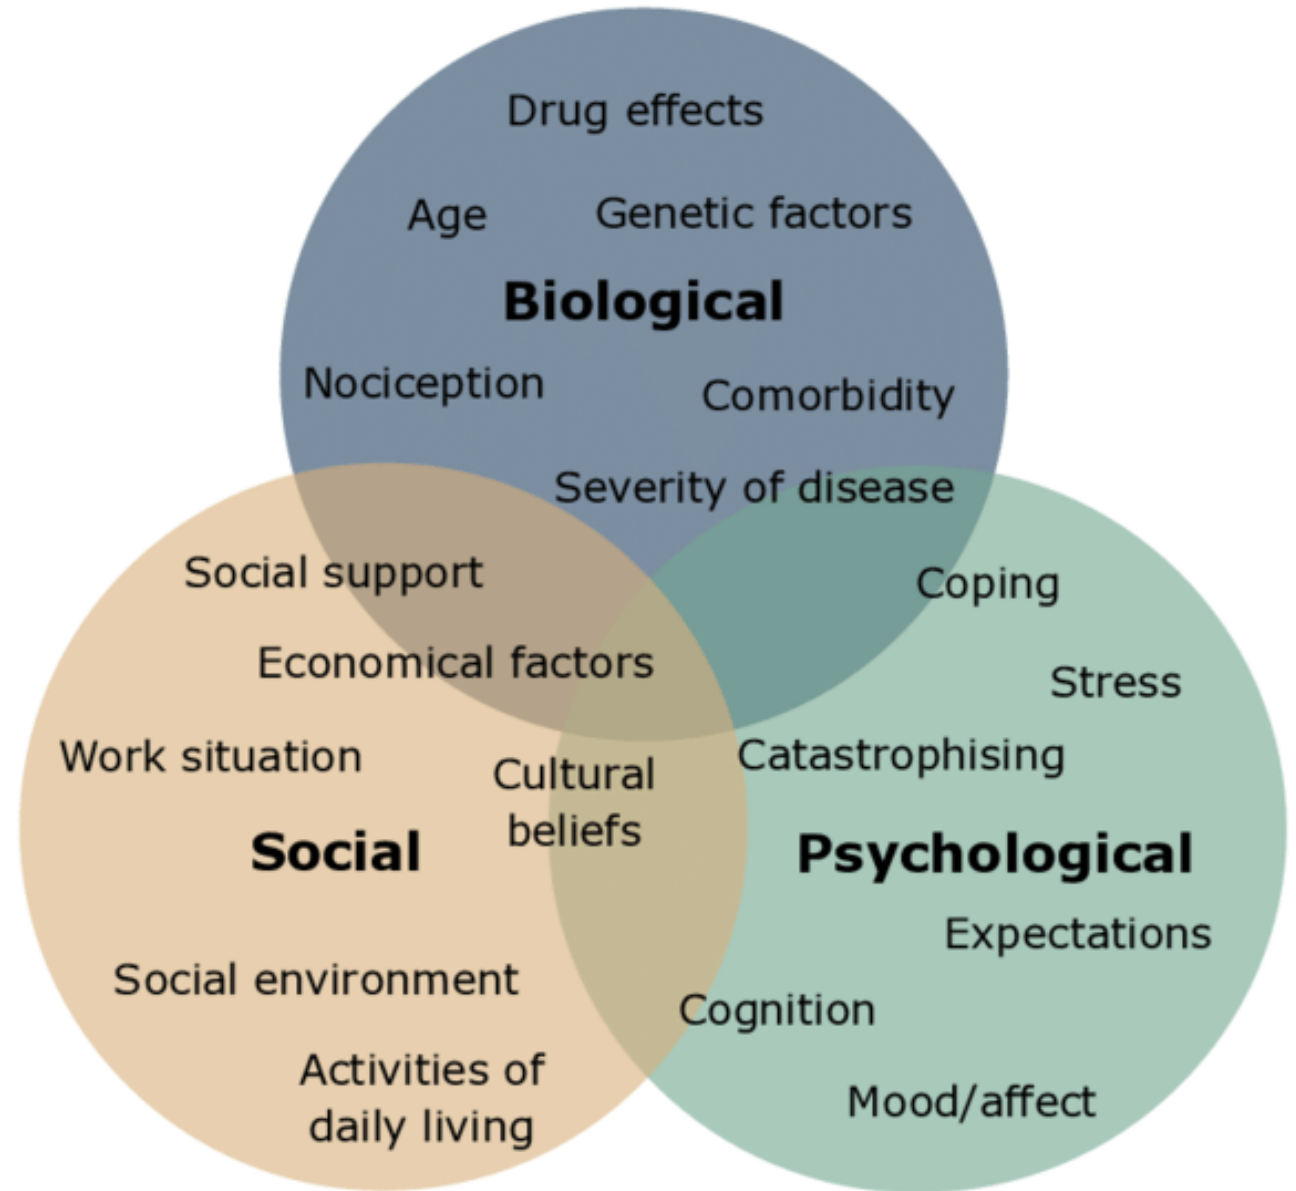 Drug effects
Age
Genetic factors
Biological
Nociception
Comorbidity
Severity of disease
Social support
Economical factors
Work situation
Cultural
beliefs
Social
Social environment
Activities of
daily living
Coping
Stress
Catastrophising
Psychological
Expectations
Cognition
Mood/affect